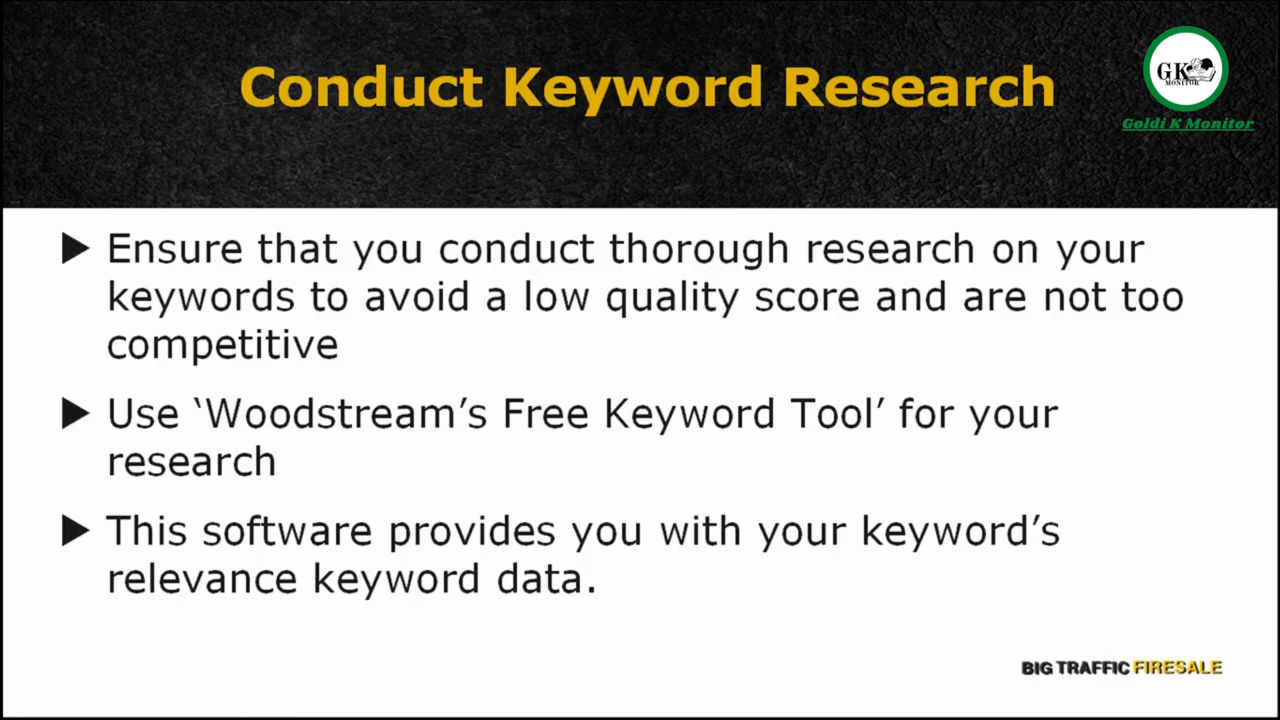 Conduct Keyword Research
GK
MONITOR
Goldi K Monitor
▶ Ensure that you conduct thorough research on your
keywords to avoid a low quality score and are not too
competitive
▶ Use ‘Woodstream’s Free Keyword Tool’ for your
research
▶ This software provides you with your keyword’s
relevance keyword data.
BIG TRAFFIC FIRESALE